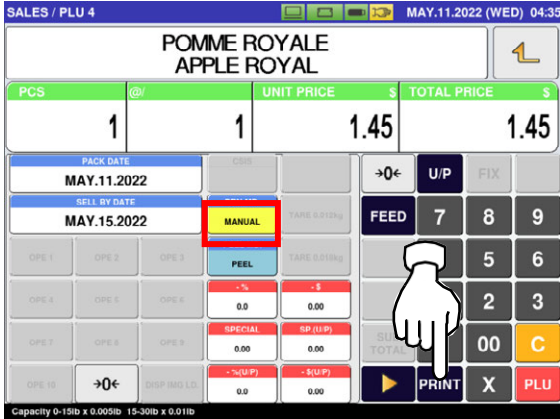 SALES / PLU 4
MAY.11.2022 (WED) 04:35
POMME ROYALE
APPLE ROYAL
PCS @/ UNIT PRICE $ TOTAL PRICE $
1 1 1.45 1.45
PACK DATE
MAY.11.2022
→0← U/P FIX
SELL BY DATE
MAY.15.2022
MANUAL
TARE 0.012kg
FEED 7 8 9
OPE 1 OPE 2 OPE 3
PEEL
TARE 0.016kg
5 6
OPE 4 OPE 5 OPE 6
- %
0.0
- $
0.00
2 3
OPE 7 OPE 8 OPE 9
SPECIAL
0.00
SP.(U/P)
0.00
SUB
TOTAL
00 C
OPE 10 →0← DISP IMG LD.
- %(U/P)
0.0
- $(U/P)
0.00
PRINT X PLU
Capacity 0-15lb x 0.005lb 15-30lb x 0.01lb